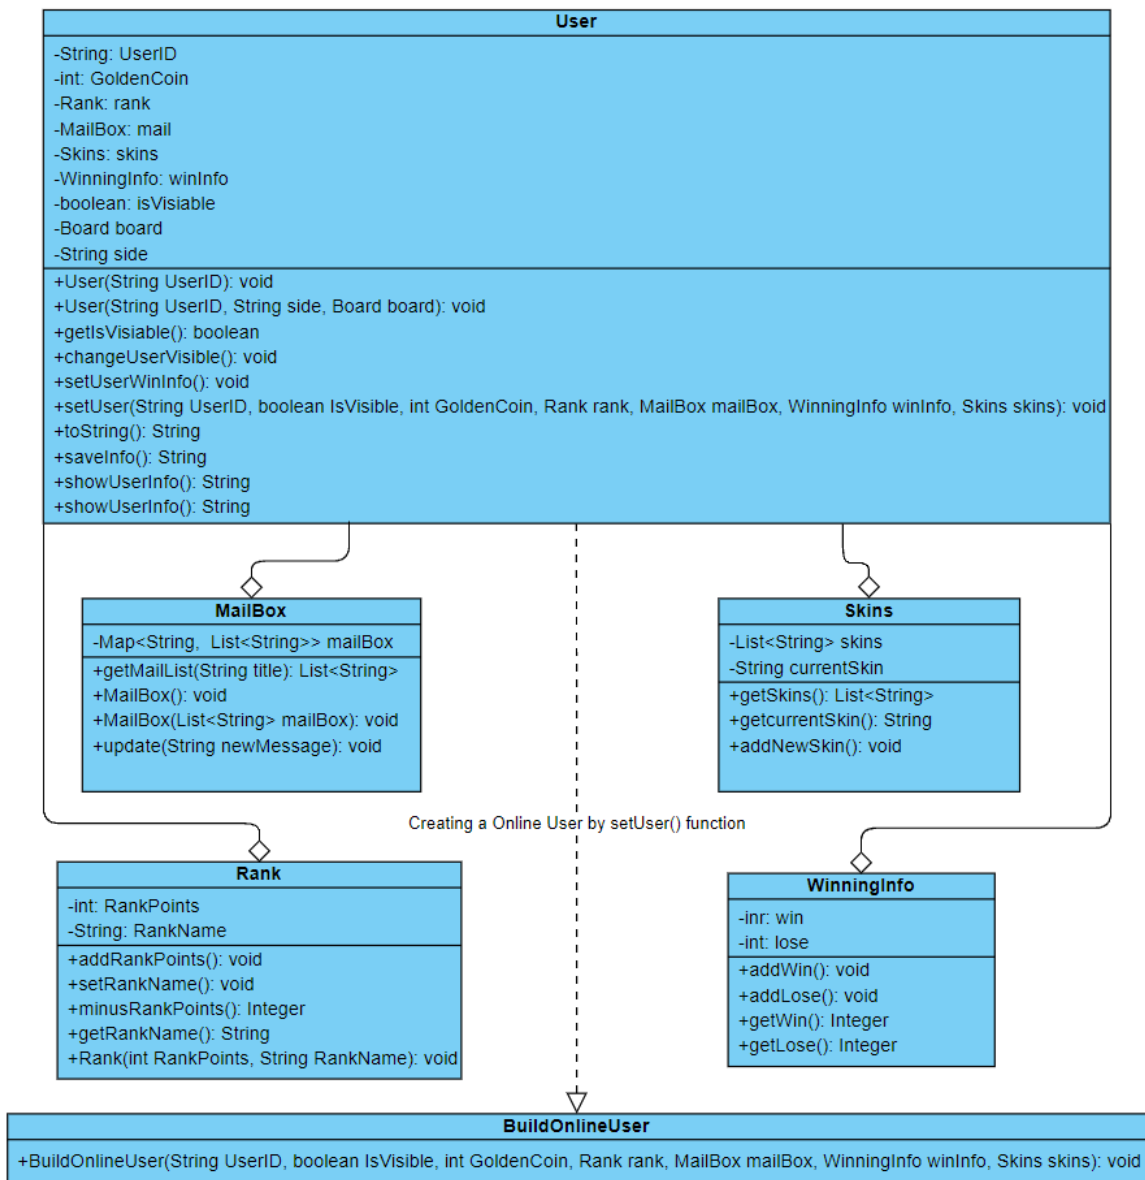 User
-String: UserID
-int: GoldenCoin
-Rank: rank
-MailBox: mail
-Skins: skins
-WinningInfo: winInfo
-boolean: isVisiable
-Board board
-String side
+User(String UserID): void
+User(String UserID, String side, Board board): void
+getIsVisiable(): boolean
+changeUserVisible(): void
+setUserWinInfo(): void
+setUser(String UserID, boolean IsVisible, int GoldenCoin, Rank rank, MailBox mailBox, WinningInfo winInfo, Skins skins): void
+toString(): String
+saveInfo(): String
+showUserInfo(): String
+showUserInfo(): String
MailBox
-Map<String, List<String>> mailBox
+getMailList(String title): List<String>
+MailBox(): void
+MailBox(List<String> mailBox): void
+update(String newMessage): void
Skins
-List<String> skins
-String currentSkin
+getSkins(): List<String>
+getcurrentSkin(): String
+addNewSkin(): void
Creating a Online User by setUser() function
Rank
-int: RankPoints
-String: RankName
+addRankPoints(): void
+setRankName(): void
+minusRankPoints(): Integer
+getRankName(): String
+Rank(int RankPoints, String RankName): void
WinningInfo
-inr: win
-int: lose
+addWin(): void
+addLose(): void
+getWin(): Integer
+getLose(): Integer
BuildOnlineUser
+BuildOnlineUser(String UserID, boolean IsVisible, int GoldenCoin, Rank rank, MailBox mailBox, WinningInfo winInfo, Skins skins): void